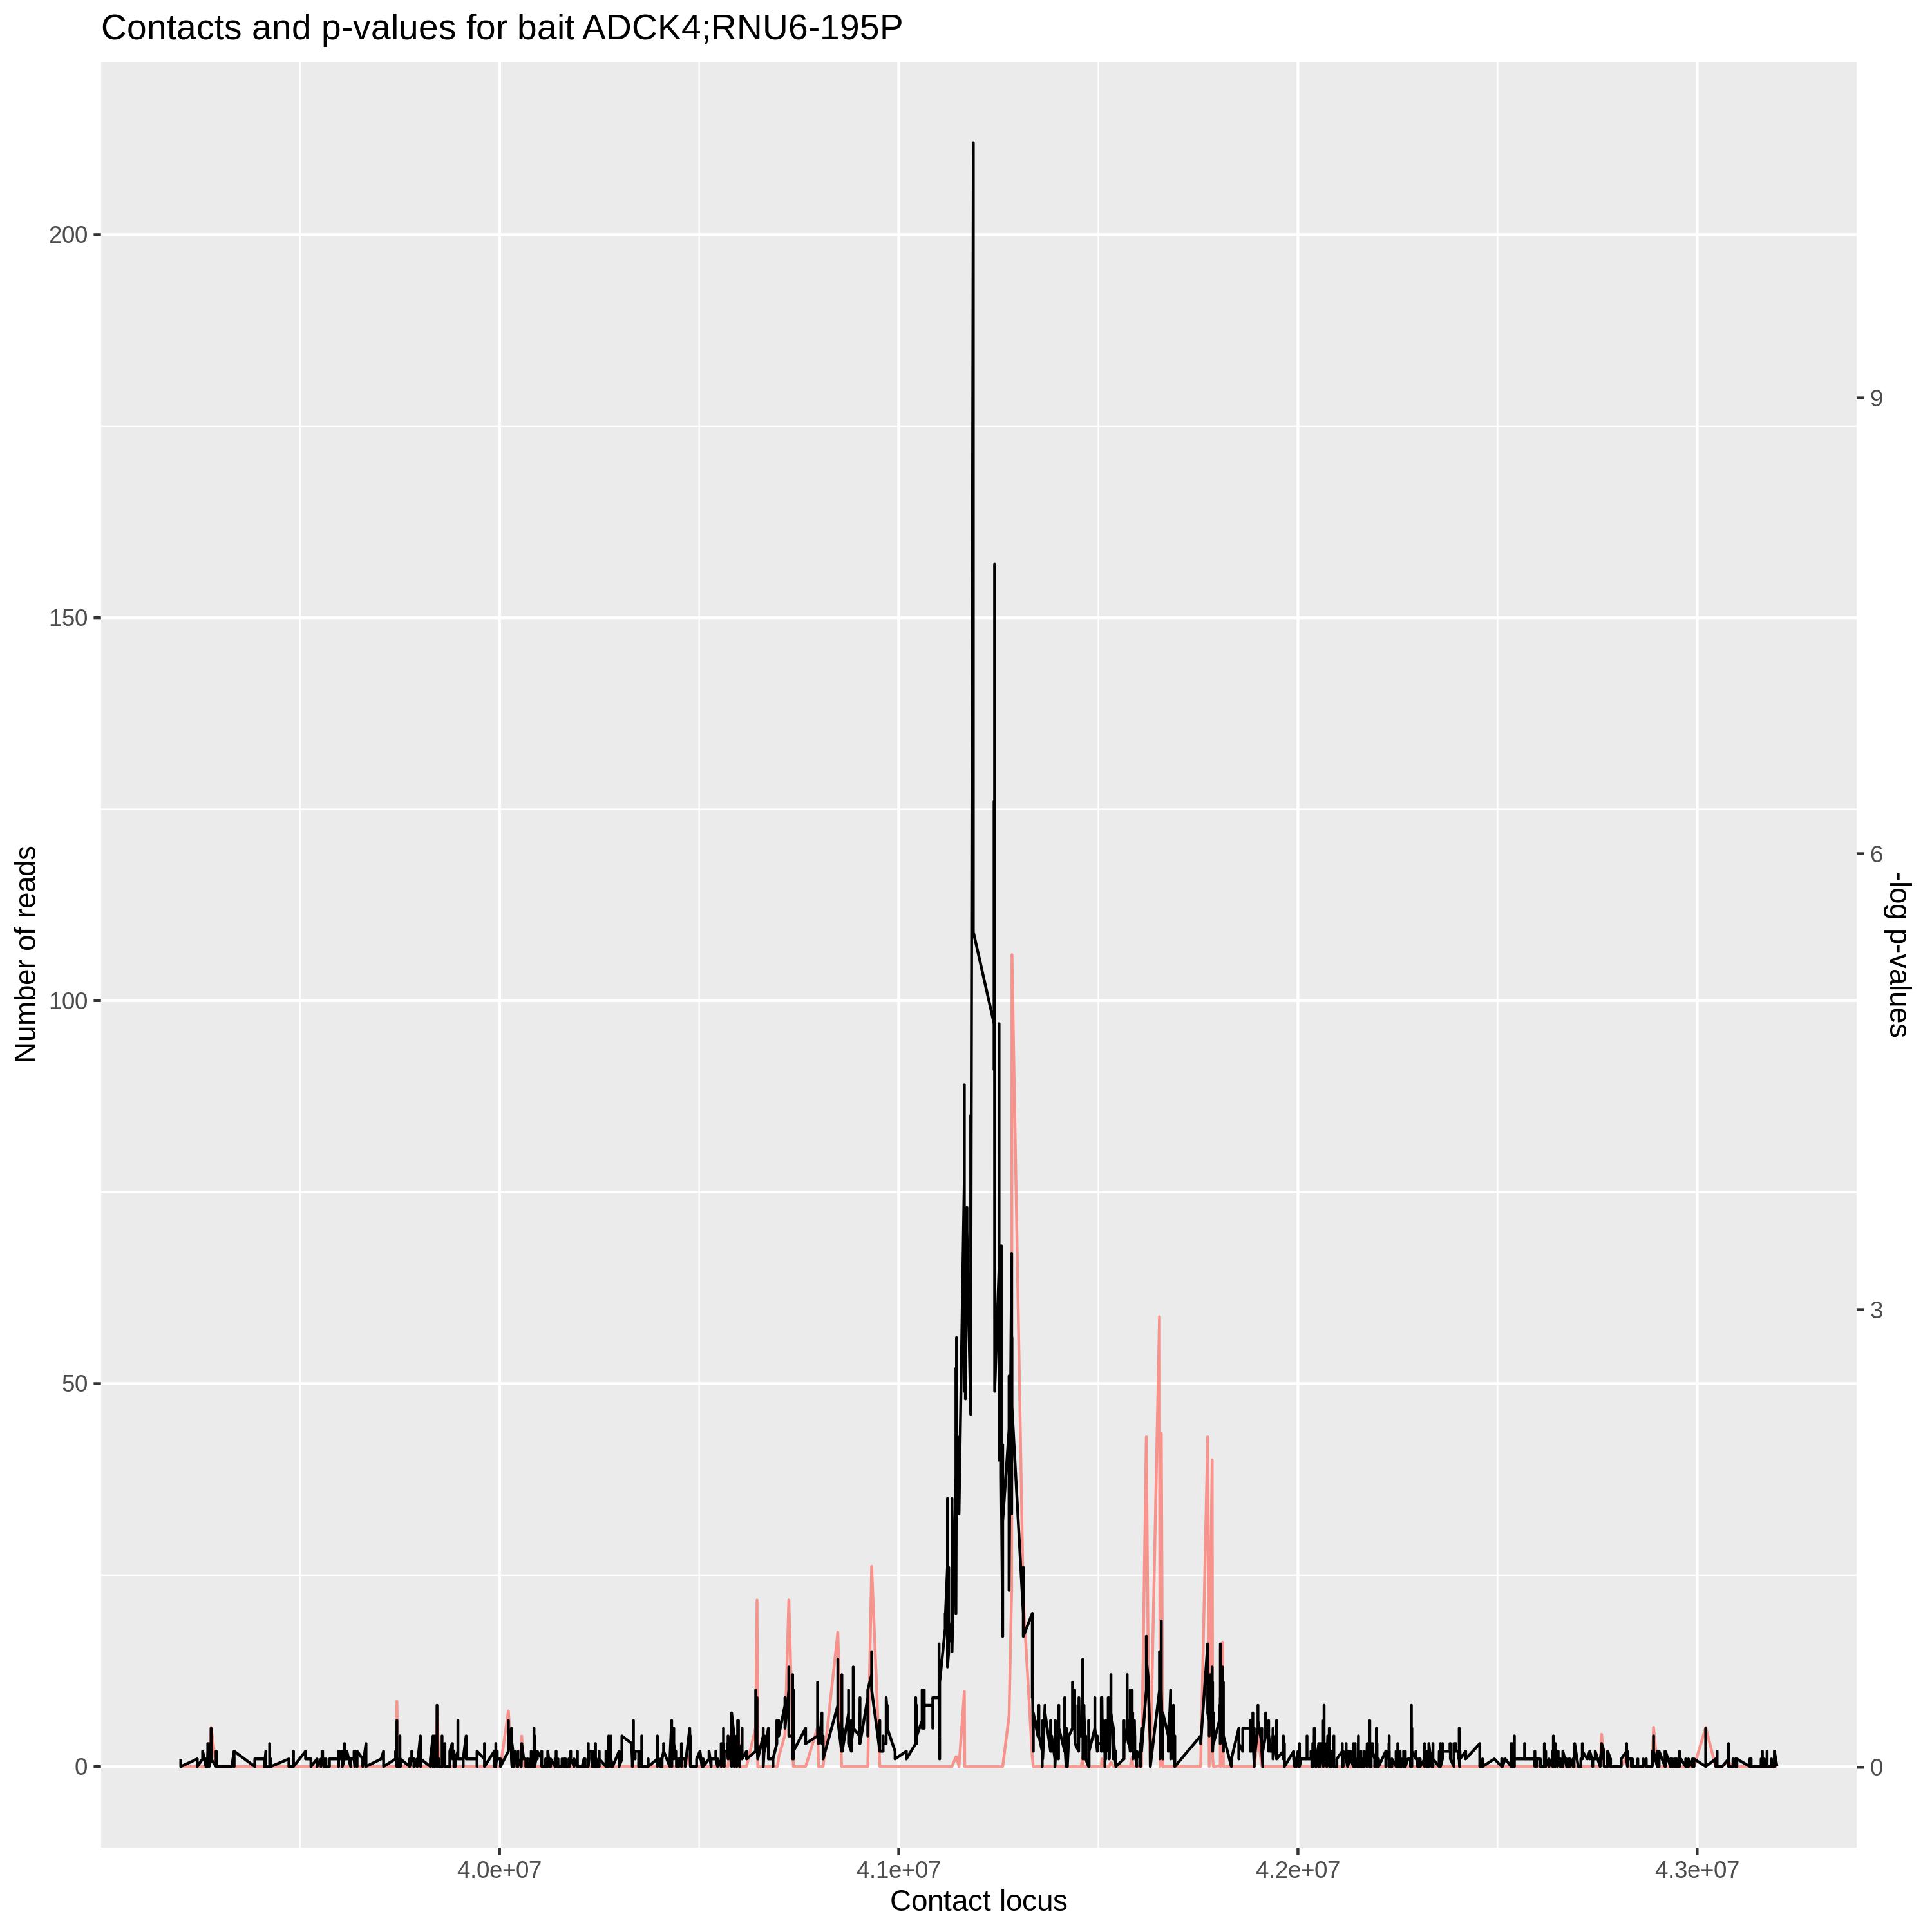 Contacts and p-values for bait ADCK4;RNU6-195P
200
150
100
50
0
Number of reads
9
6
3
0
-log p-values
4.0e+07
4.1e+07
4.2e+07
4.3e+07
Contact locus